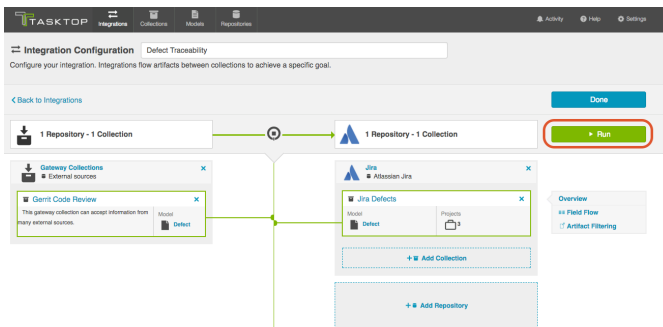 TASKTOP
Integrations
Collections
Models
Repositories
Activity
Help
Settings
Integration Configuration
Defect Traceability
Configure your integration. Integrations flow artifacts between collections to achieve a specific goal.
Back to Integrations
Done
1 Repository - 1 Collection
1 Repository - 1 Collection
Run
Gateway Collections
External sources
Jira
Atlassian Jira
Gerrit Code Review
This gateway collection can accept information from
many external sources.
Model
Defect
Jira Defects
Model
Defect
Projects
3
Overview
Field Flow
Artifact Filtering
+ Add Collection
+ Add Repository